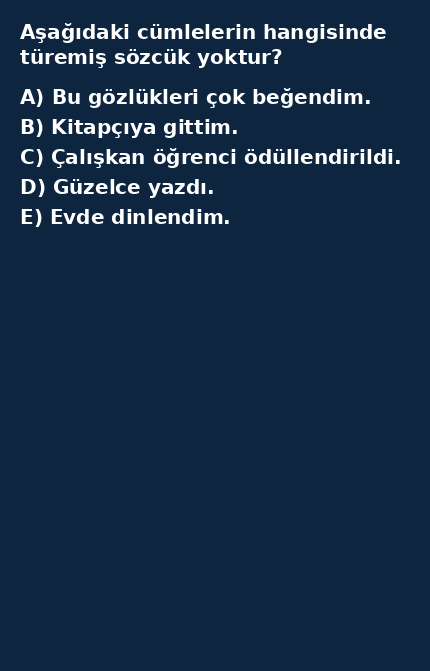 Aşağıdaki cümlelerin hangisinde
türemiş sözcük yoktur?
A) Bu gözlükleri çok beğendim.
B) Kitapçıya gittim.
C) Çalışkan öğrenci ödüllendirildi.
D) Güzelce yazdı.
E) Evde dinlendim.